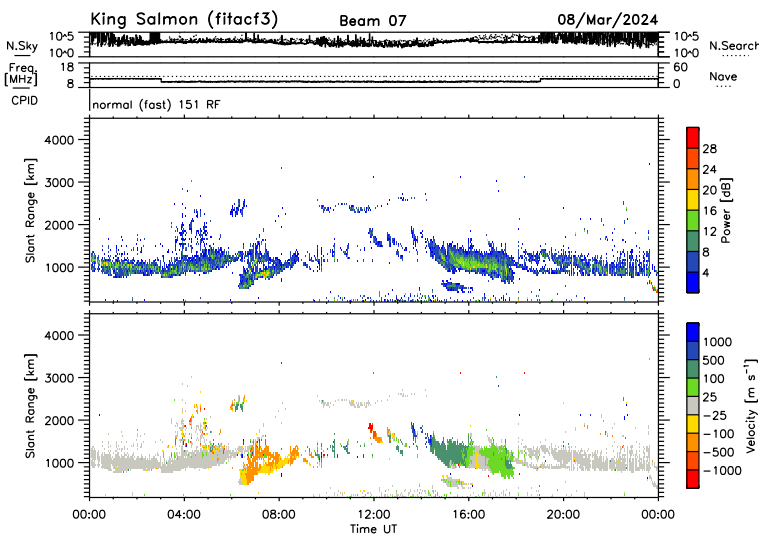 King Salmon (fitacf3) Beam 07 08/Mar/2024
N.Sky 10^5 10^0 10^5 10^0 N.Search
Freq. [MHz] 18 8 60 0 Nave
CPID normal (fast) 151 RF
Slant Range [km] 4000 3000 2000 1000
28 24 20 16 12 8 4 Power [dB]
Slant Range [km] 4000 3000 2000 1000
1000 500 100 25 −25 −100 −500 −1000 Velocity [m s⁻¹]
00:00 04:00 08:00 12:00 16:00 20:00 00:00
Time UT